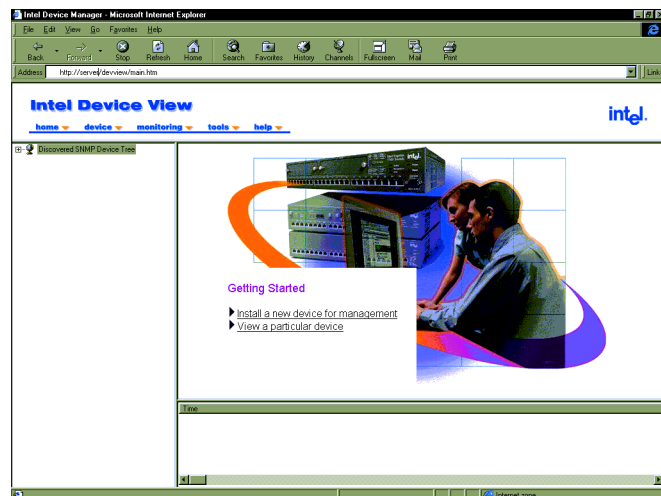 Intel Device Manager - Microsoft Internet Explorer
File Edit View Go Favorites Help
Back Forward Stop Refresh Home Search Favorites History Channels Fullscreen Mail Print
Address http://server/devview/main.htm Links
Intel Device View
intel.
home device monitoring tools help
Discovered SNMP Device Tree
intel.
Getting Started
Install a new device for management
View a particular device
Time
Internet zone